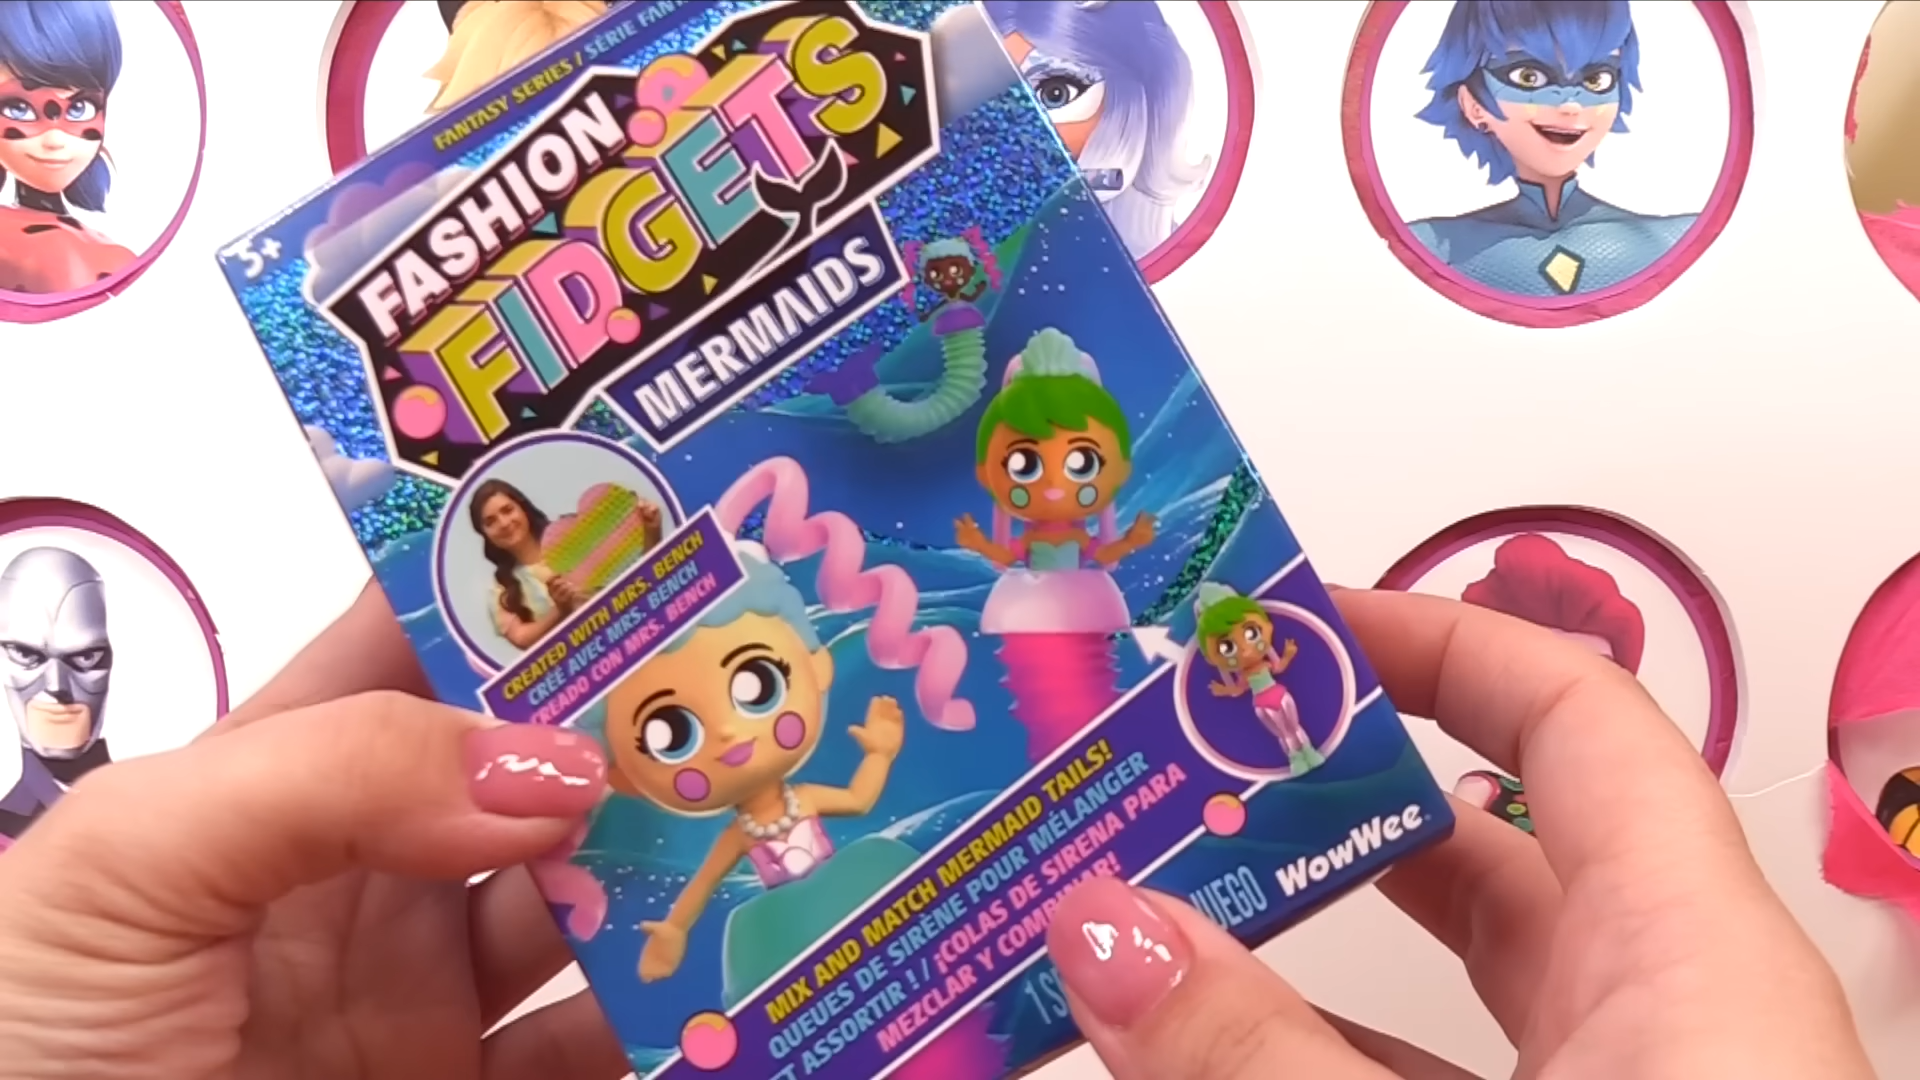 FANTASY SERIES / SÉRIE
5+
FASHION
FIDGETS
MERMAIDS
CREATED WITH MRS. BENCH
CRÉÉ AVEC MRS. BENCH
CREADO CON MRS. BENCH
MIX AND MATCH MERMAID TAILS!
QUEUES DE SIRÈNE POUR MÉLANGER
ET ASSORTIR ! / ¡COLAS DE SIRENA PARA
MEZCLAR Y
JUEGO
WowWee